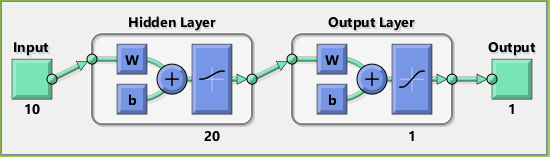 Hidden Layer
Output Layer
Input
Output
W
W
b
b
10
20
1
1